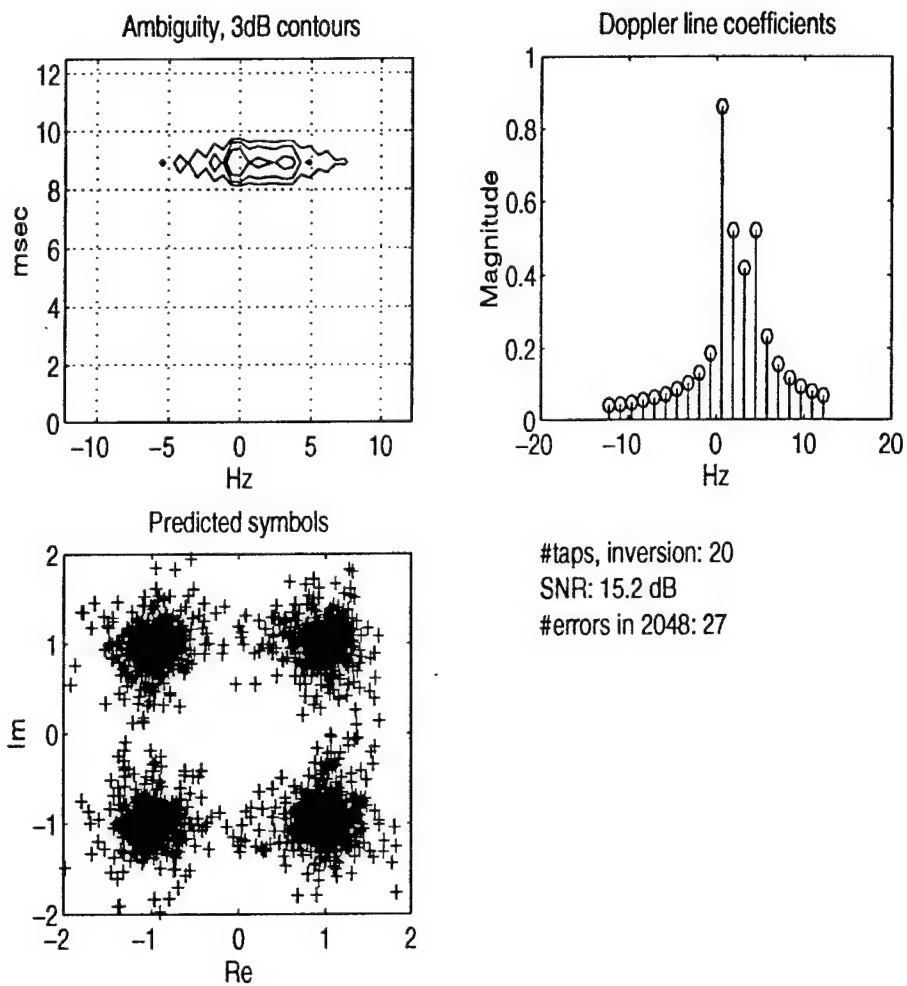 Ambiguity, 3dB contours
12
10
8
6
4
2
0
msec
−10 −5 0 5 10
Hz
Doppler line coefficients
1
0.8
0.6
0.4
0.2
0
Magnitude
−20 −10 0 10 20
Hz
Predicted symbols
2
1
0
−1
−2
Im
−2 −1 0 1 2
Re
#taps, inversion: 20
SNR: 15.2 dB
#errors in 2048: 27